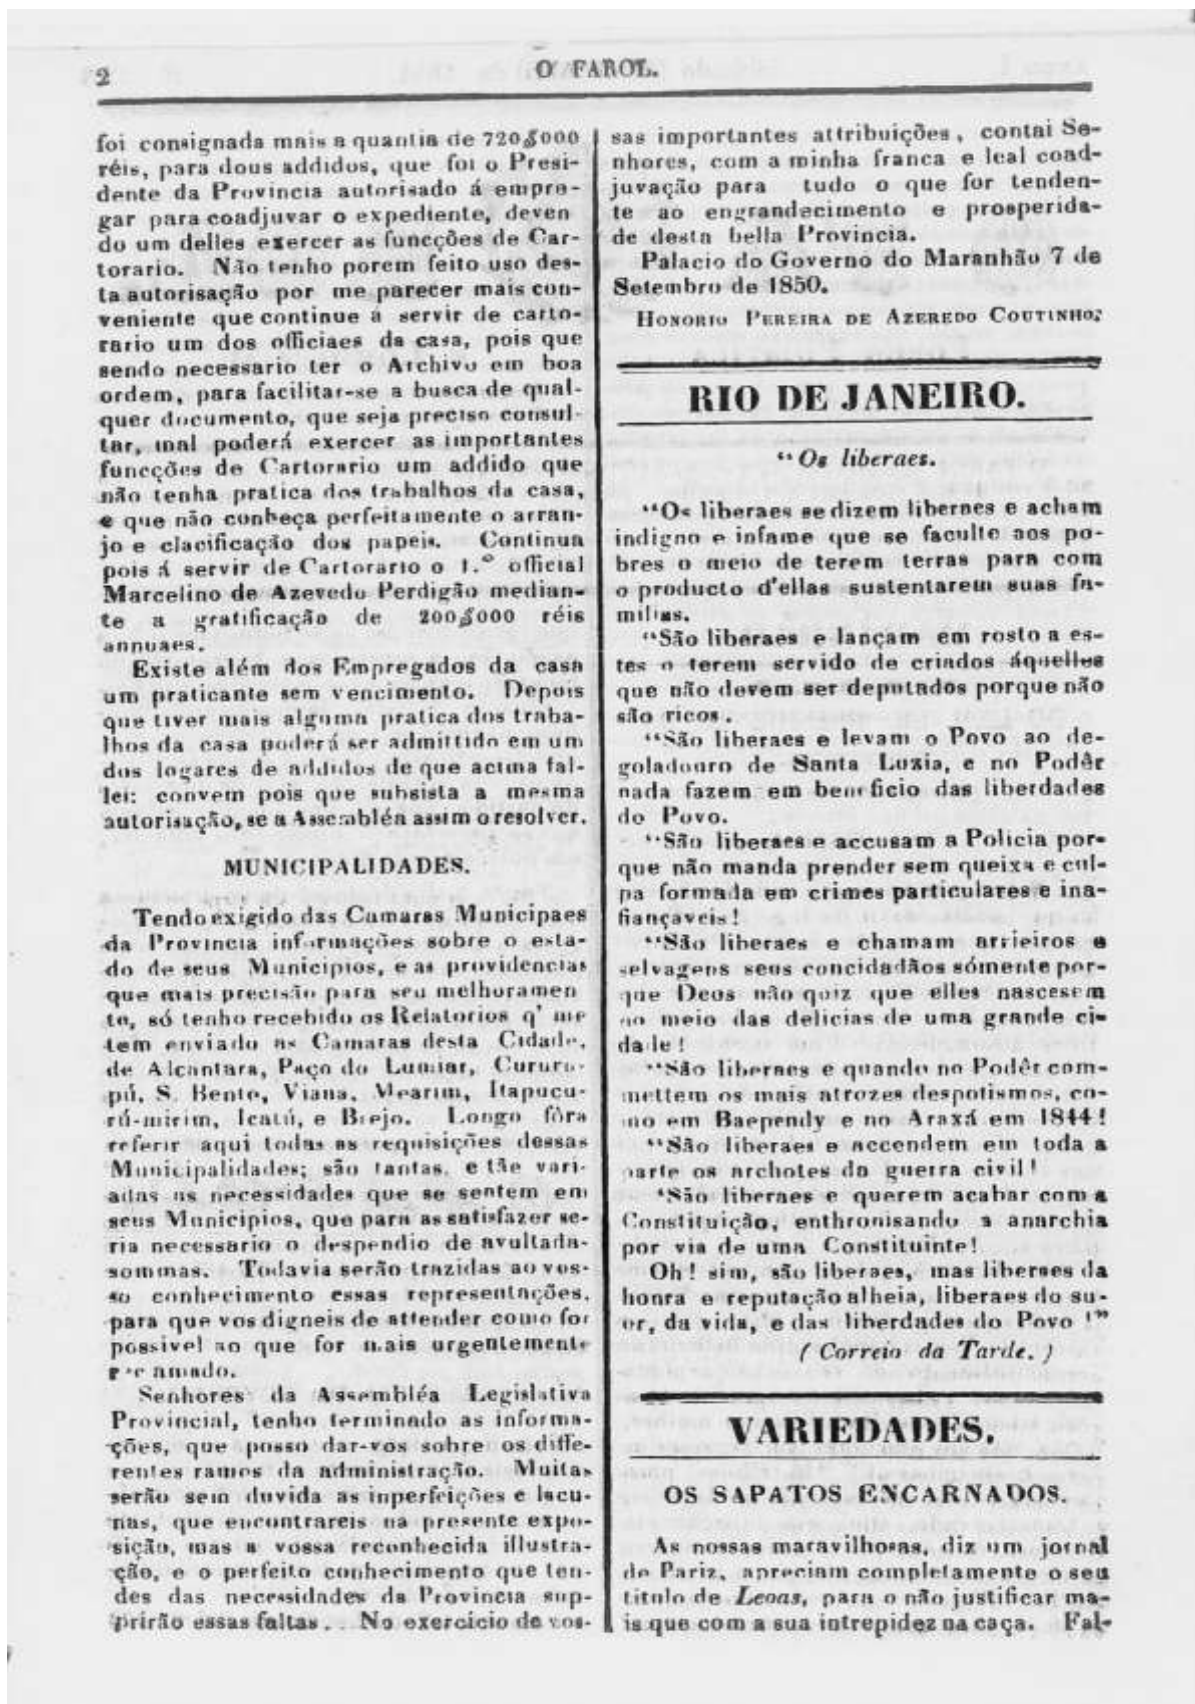 2
O FAROL.
foi consignada mais a quantia de 720$000
réis, para dous addidos, que foi o Presi-
dente da Provincia autorisado á empre-
gar para coadjuvar o expediente, deven
do um delles exercer as funcções de Car-
torario. Não tenho porem feito uso des-
ta autorisação por me parecer mais con-
veniente que continue a servir de carto-
rario um dos officiaes da casa, pois que
sendo necessario ter o Archivo em boa
ordem, para facilitar-se a busca de qual-
quer documento, que seja preciso consul-
tar, mal poderá exercer as importantes
funcções de Cartorario um addido que
não tenha pratica dos trabalhos da casa,
e que não conheça perfeitamente o arran-
jo e clacificação dos papeis. Continua
pois á servir de Cartorario o 1.º official
Marcelino de Azevedo Perdigão median-
te a gratificação de 200$000 réis
annuaes.
Existe além dos Empregados da casa
um praticante sem vencimento. Depois
que tiver mais alguma pratica dos traba-
lhos da casa poderá ser admittido em um
dos logares de addidos de que acima fal-
lei: convem pois que subsista a mesma
autorisação, se a Assembléa assim o resolver.
MUNICIPALIDADES.
Tendo exigido das Camaras Municipaes
da Provincia informações sobre o esta-
do de seus Municipios, e as providencias
que mais precisão para seu melhoramen
to, só tenho recebido os Relatorios q' me
tem enviado as Camaras desta Cidade,
de Alcantara, Paço do Lumiar, Cururu-
pú, S. Bento, Viana, Mearim, Itapucu-
rú-mirim, Icatú, e Brejo. Longo fôra
referir aqui todas as requisições dessas
Municipalidades; são tantas, e tão vari-
adas as necessidades que se sentem em
seus Municipios, que para as satisfazer se-
ria necessario o despendio de avultada-
sommas. Todavia serão trazidas ao vos-
so conhecimento essas representações,
para que vos digneis de attender como for
possivel ao que for mais urgentemente
reclamado.
Senhores da Assembléa Legislativa
Provincial, tenho terminado as informa-
ções, que posso dar-vos sobre os diffe-
rentes ramos da administração. Muitas
serão sem duvida as inperfeições e lacu-
nas, que encontrareis na presente expo-
sição, mas a vossa reconhecida illustra-
ção, e o perfeito conhecimento que ten-
des das necessidades da Provincia sup-
prirão essas faltas. No exercicio de vos-
sas importantes attribuições, contai Se-
nhores, com a minha franca e leal coad-
juvação para tudo o que for tenden-
te ao engrandecimento e prosperida-
de desta bella Provincia.
Palacio do Governo do Maranhão 7 de
Setembro de 1850.
HONORIO PEREIRA DE AZEREDO COUTINHO.
RIO DE JANEIRO.
"Os liberaes.
"Os liberaes se dizem liberaes e acham
indigno e infame que se faculte aos po-
bres o meio de terem terras para com
o producto d'ellas sustentarem suas fa-
milias.
"São liberaes e lançam em rosto a es-
tes o terem servido de criados áquelles
que não devem ser deputados porque não
são ricos.
"São liberaes e levam o Povo ao de-
goladouro de Santa Luzia, e no Podêr
nada fazem em beneficio das liberdades
do Povo.
"São liberaes e accusam a Policia por-
que não manda prender sem queixa e cul-
pa formada em crimes particulares e ina-
fiançaveis!
"São liberaes e chamam arrieiros e
selvagens seus concidadãos sómente por-
que Deos não quiz que elles nascesem
no meio das delicias de uma grande ci-
dade!
"São liberaes e quando no Podêr com-
mettem os mais atrozes despotismos, co-
mo em Baependy e no Araxá em 1844!
"São liberaes e accendem em toda a
parte os archotes da guerra civil!
"São liberaes e querem acabar com a
Constituição, enthronisando a anarchia
por via de uma Constituinte!
Oh! sim, são liberaes, mas liberaes da
honra e reputação alheia, liberaes do su-
or, da vida, e das liberdades do Povo!"
(Correio da Tarde.)
VARIEDADES.
OS SAPATOS ENCARNADOS.
As nossas maravilhosas, diz um jornal
de Pariz, apreciam completamente o seu
titulo de Leoas, para o não justificar ma-
is que com a sua intrepidez na caça. Fal-